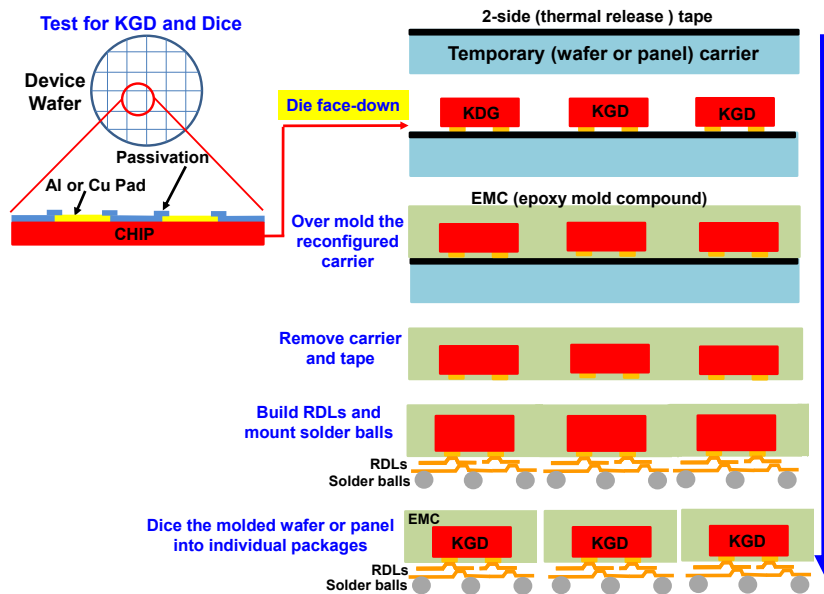 Test for KGD and Dice
Device
Wafer
Passivation
Al or Cu Pad
CHIP
2-side (thermal release ) tape
Temporary (wafer or panel) carrier
Die face-down
KDG
KGD
KGD
EMC (epoxy mold compound)
Over mold the
reconfigured
carrier
Remove carrier
and tape
Build RDLs and
mount solder balls
RDLs
Solder balls
Dice the molded wafer or panel
into individual packages
EMC
KGD
KGD
KGD
RDLs
Solder balls